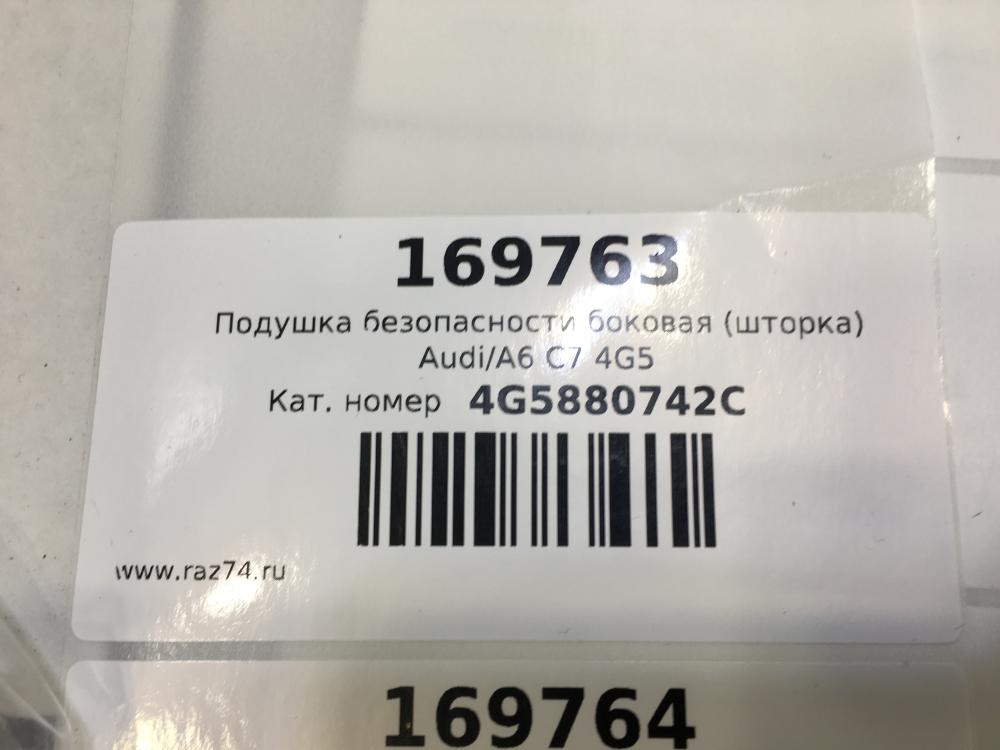 169763
Подушка безопасности боковая (шторка)
Audi/A6 C7 4G5
Кат. номер 4G5880742C
www.raz74.ru
169764